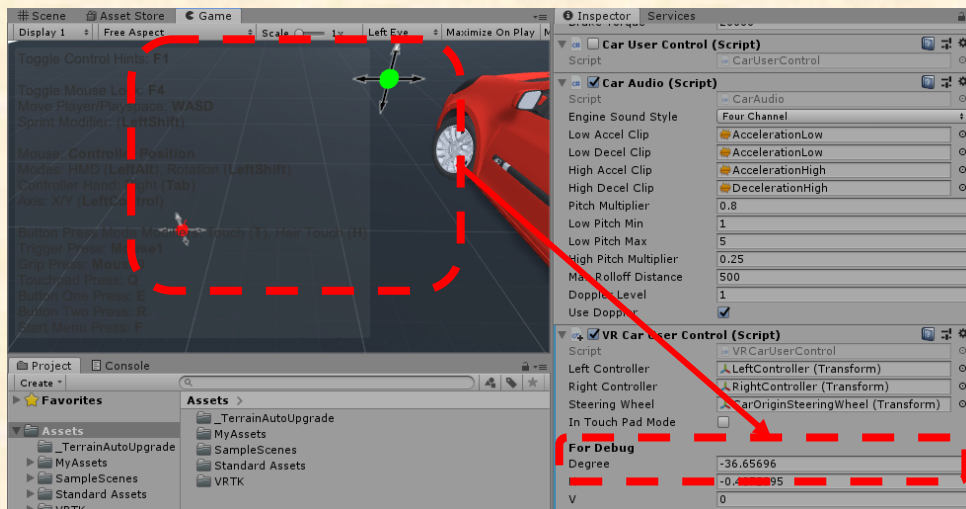 Scene Asset Store Game
Display 1 Free Aspect Scale 1x Left Eye Maximize On Play
Toggle Control Hints: F1
Toggle Mouse Lock: F4
Move Player/Playspace: WASD
Sprint Modifier: (LeftShift)
Mouse: Controller Position
Modes: HMD (LeftAlt), Rotation (LeftShift)
Controller Hand: Right (Tab)
Axis: X/Y (LeftControl)
Button Press Mode Touch (T), Hair Touch (H)
Trigger Press: Mouse1
Grip Press:
Touchpad Press: Q
Button One Press: E
Button Two Press: R
Start Menu Press: F
Project Console
Create
Favorites
Assets
_TerrainAutoUpgrade
MyAssets
SampleScenes
Standard Assets
VRTK
Assets >
_TerrainAutoUpgrade
MyAssets
SampleScenes
Standard Assets
VRTK
Inspector Services
Car User Control (Script)
Script CarUserControl
Car Audio (Script)
Script CarAudio
Engine Sound Style Four Channel
Low Accel Clip AccelerationLow
Low Decel Clip AccelerationLow
High Accel Clip AccelerationHigh
High Decel Clip DecelerationHigh
Pitch Multiplier 0.8
Low Pitch Min 1
Low Pitch Max 5
High Pitch Multiplier 0.25
Max Rolloff Distance 500
Doppler Level 1
Use Doppler
VR Car User Control (Script)
Script VRCarUserControl
Left Controller LeftController (Transform)
Right Controller RightController (Transform)
Steering Wheel CarOriginSteeringWheel (Transform)
In Touch Pad Mode
For Debug
Degree -36.65696
V 0